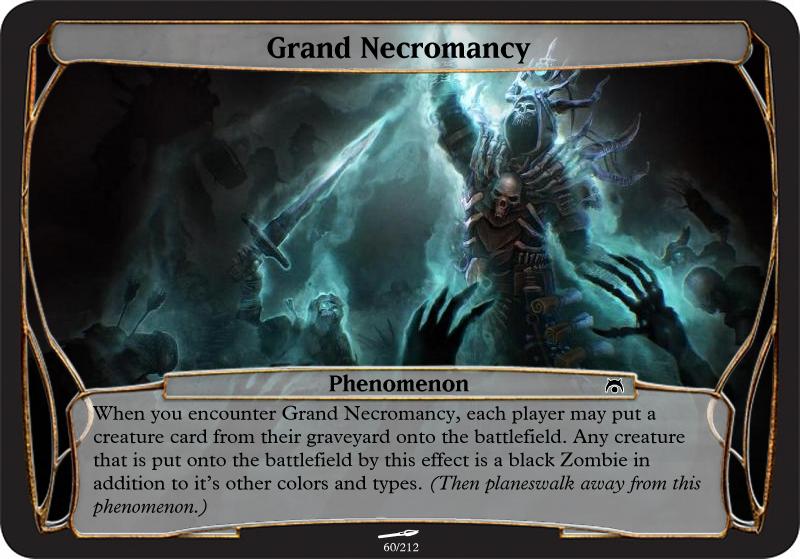 Grand Necromancy
Phenomenon
When you encounter Grand Necromancy, each player may put a
creature card from their graveyard onto the battlefield. Any creature
that is put onto the battlefield by this effect is a black Zombie in
addition to it's other colors and types. (Then planeswalk away from this
phenomenon.)
60/212